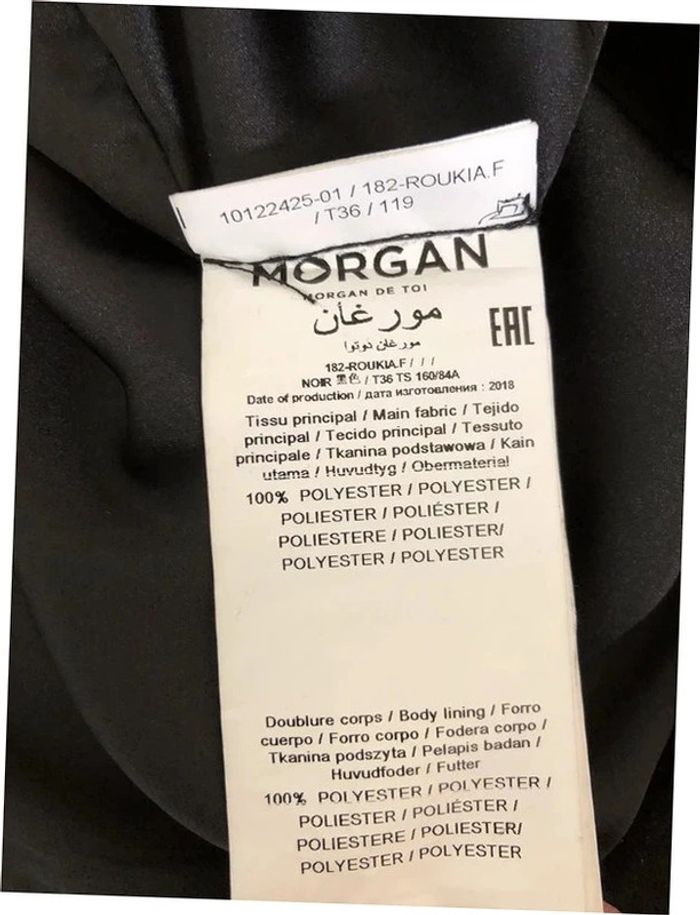 10122425-01 / 182-ROUKIA.F
/ T36 / 119
MORGAN
MORGAN DE TOI
مورغان
مورغان دوتوا
EAC
182-ROUKIA.F / / /
NOIR 黑色 / T36 TS 160/84A
Date of production / дата изготовления : 2018
Tissu principal / Main fabric / Tejido
principal / Tecido principal / Tessuto
principale / Tkanina podstawowa / Kain
utama / Huvudtyg / Obermaterial
100% POLYESTER / POLYESTER /
POLIESTER / POLIÉSTER /
POLIESTERE / POLIESTER/
POLYESTER / POLYESTER
Doublure corps / Body lining / Forro
cuerpo / Forro corpo / Fodera corpo /
Tkanina podszyta / Pelapis badan /
Huvudfoder / Futter
100% POLYESTER / POLYESTER /
POLIESTER / POLIÉSTER /
POLIESTERE / POLIESTER/
POLYESTER / POLYESTER